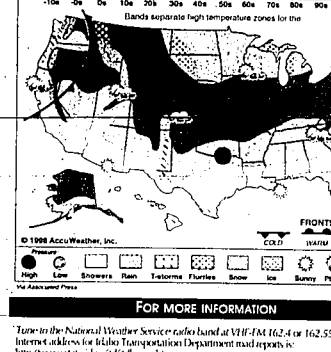 -10s -0s 0s 10s 20s 30s 40s 50s 60s 70s 80s 90s
Bands separate high temperature zones for the
FRONTS
© 1998 AccuWeather, Inc.
COLD WARM
Pressure
High Low Showers Rain T-storms Flurries Snow Ice Sunny
Via Associated Press
FOR MORE INFORMATION
Tune to the National Weather Service radio band at VHF-FM 162.4 or 162.55
Internet address for Idaho Transportation Department road reports is: